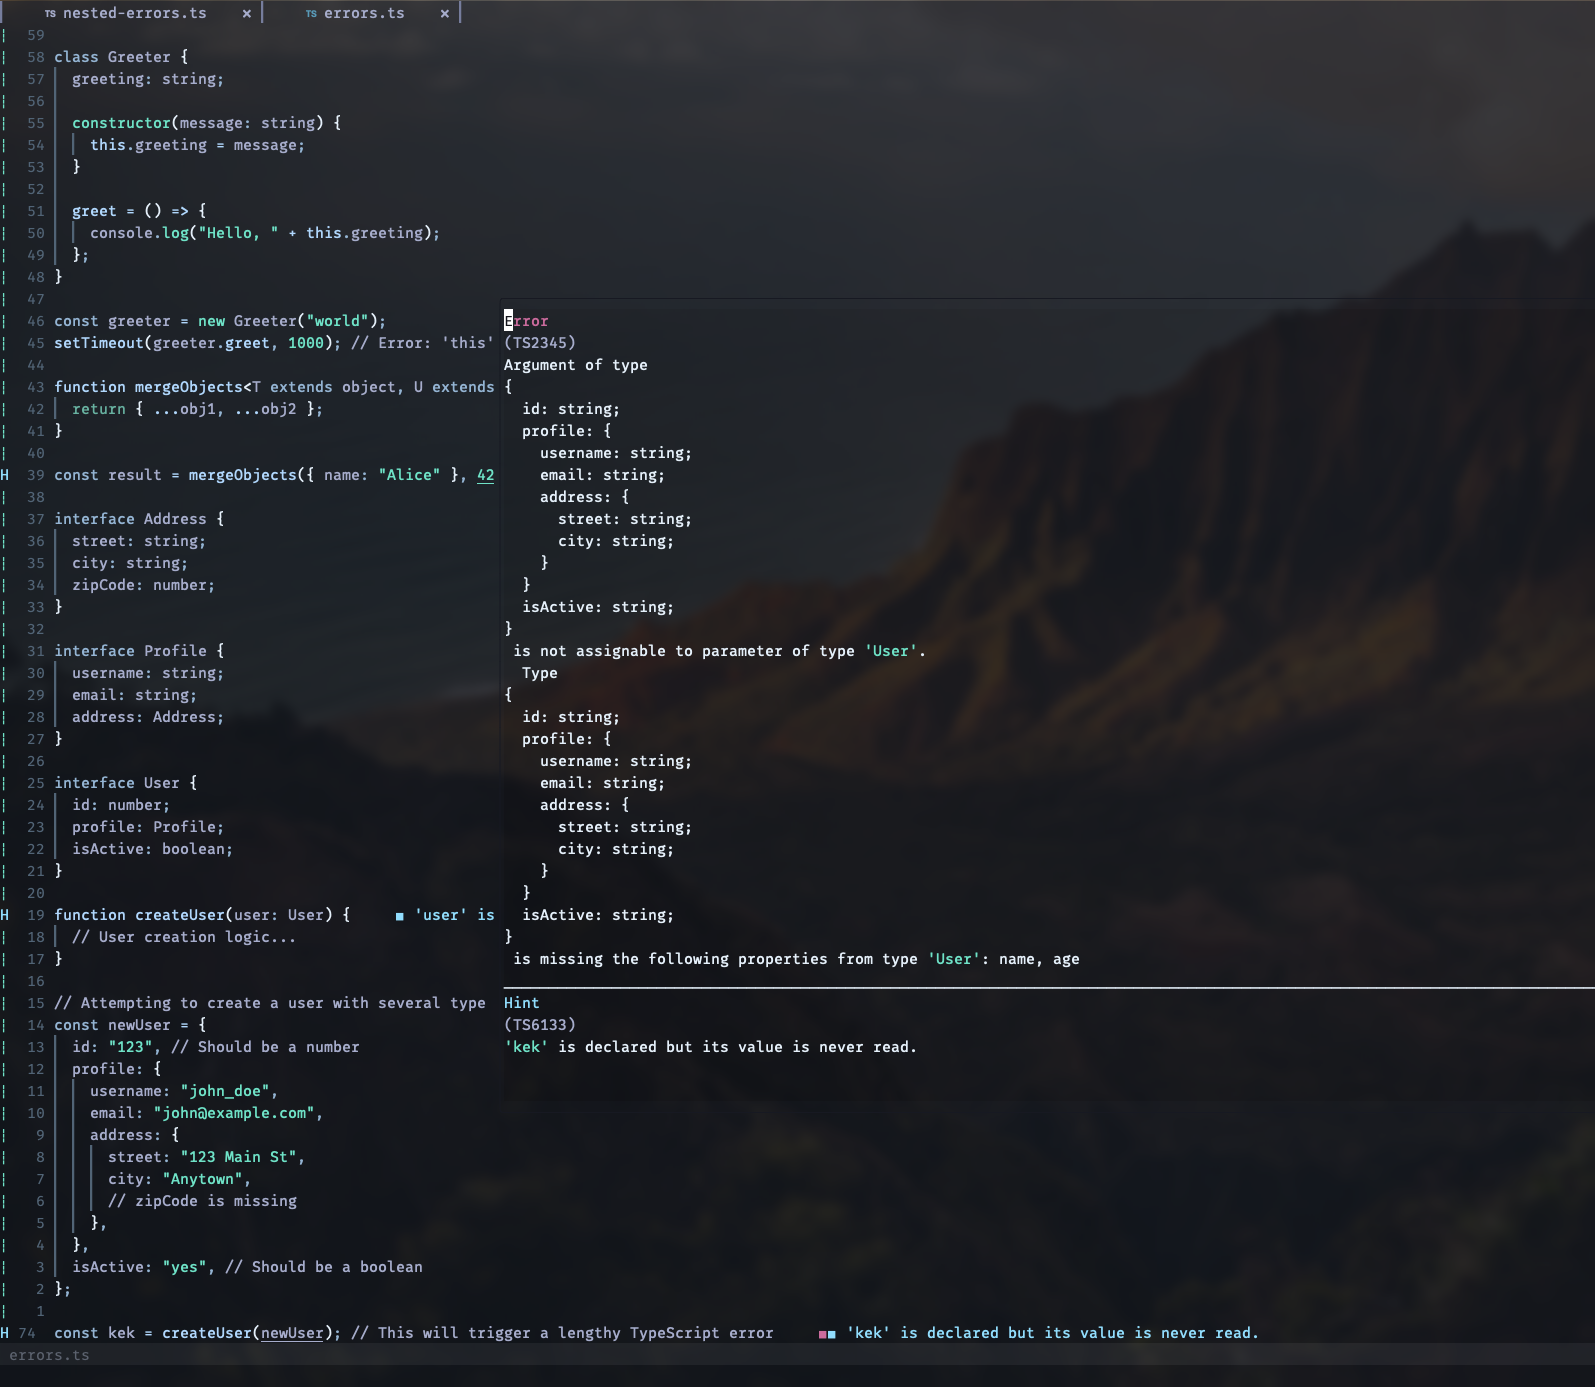 TS nested-errors.ts × TS errors.ts ×
59
58 class Greeter {
57 greeting: string;
56
55 constructor(message: string) {
54 this.greeting = message;
53 }
52
51 greet = () => {
50 console.log("Hello, " + this.greeting);
49 };
48 }
47
46 const greeter = new Greeter("world");
45 setTimeout(greeter.greet, 1000); // Error: 'this'
44
43 function mergeObjects<T extends object, U extends
42 return { ...obj1, ...obj2 };
41 }
40
H 39 const result = mergeObjects({ name: "Alice" }, 42
38
37 interface Address {
36 street: string;
35 city: string;
34 zipCode: number;
33 }
32
31 interface Profile {
30 username: string;
29 email: string;
28 address: Address;
27 }
26
25 interface User {
24 id: number;
23 profile: Profile;
22 isActive: boolean;
21 }
20
H 19 function createUser(user: User) { ■ 'user' is
18 // User creation logic...
17 }
16
15 // Attempting to create a user with several type
14 const newUser = {
13 id: "123", // Should be a number
12 profile: {
11 username: "john_doe",
10 email: "john@example.com",
9 address: {
8 street: "123 Main St",
7 city: "Anytown",
6 // zipCode is missing
5 },
4 },
3 isActive: "yes", // Should be a boolean
2 };
1
H 74 const kek = createUser(newUser); // This will trigger a lengthy TypeScript error ■■ 'kek' is declared but its value is never read.
errors.ts
Error
(TS2345)
Argument of type
{
id: string;
profile: {
username: string;
email: string;
address: {
street: string;
city: string;
}
}
isActive: string;
}
is not assignable to parameter of type 'User'.
Type
{
id: string;
profile: {
username: string;
email: string;
address: {
street: string;
city: string;
}
}
isActive: string;
}
is missing the following properties from type 'User': name, age
Hint
(TS6133)
'kek' is declared but its value is never read.